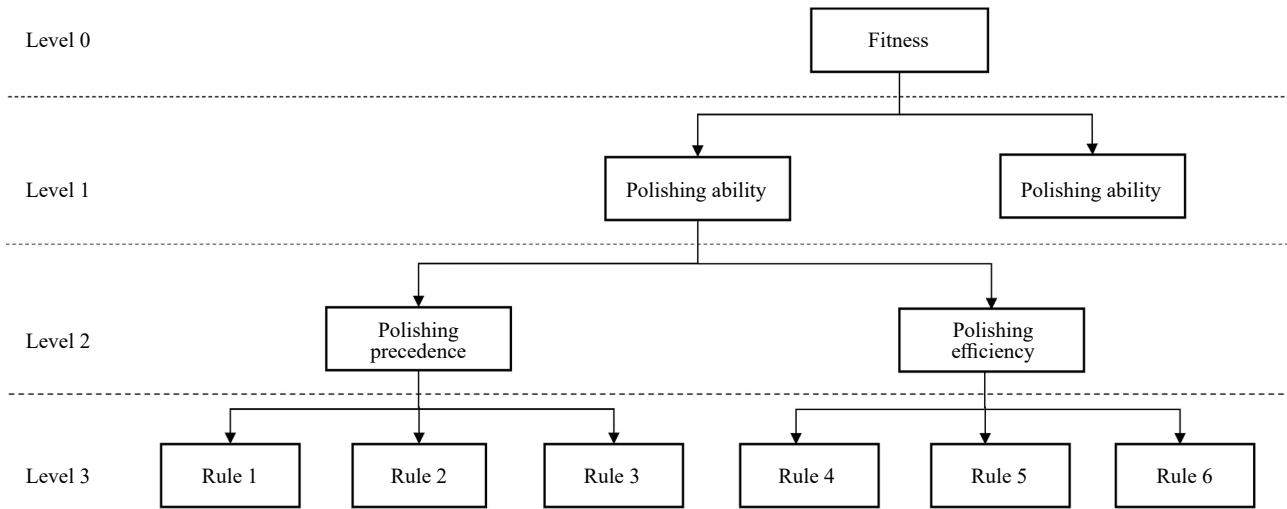 Level 0
Fitness
Level 1
Polishing ability
Polishing ability
Level 2
Polishing
precedence
Polishing
efficiency
Level 3
Rule 1
Rule 2
Rule 3
Rule 4
Rule 5
Rule 6